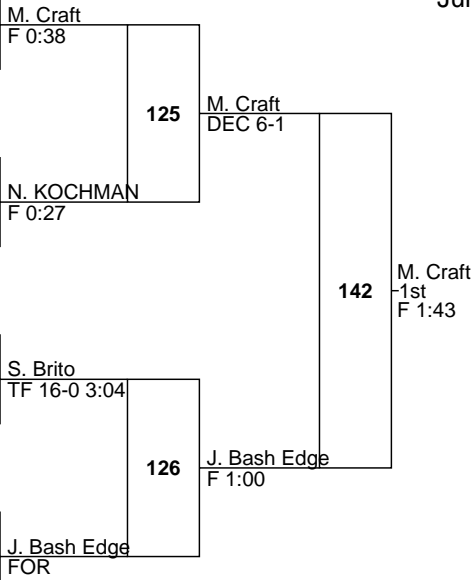 Jun
M. Craft
F 0:38
125
M. Craft
DEC 6-1
N. KOCHMAN
F 0:27
142
M. Craft
1st
F 1:43
S. Brito
TF 16-0 3:04
126
J. Bash Edge
F 1:00
J. Bash Edge
FOR